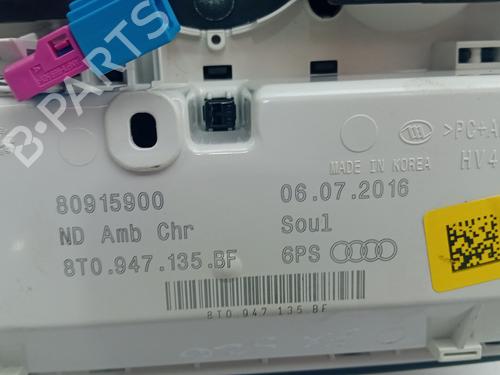 B-PARTS
>PC+A
MADE IN KOREA
HV4
80915900
06.07.2016
ND Amb Chr
Soul
8T0.947.135.BF
6PS
8T0 947 135 BF